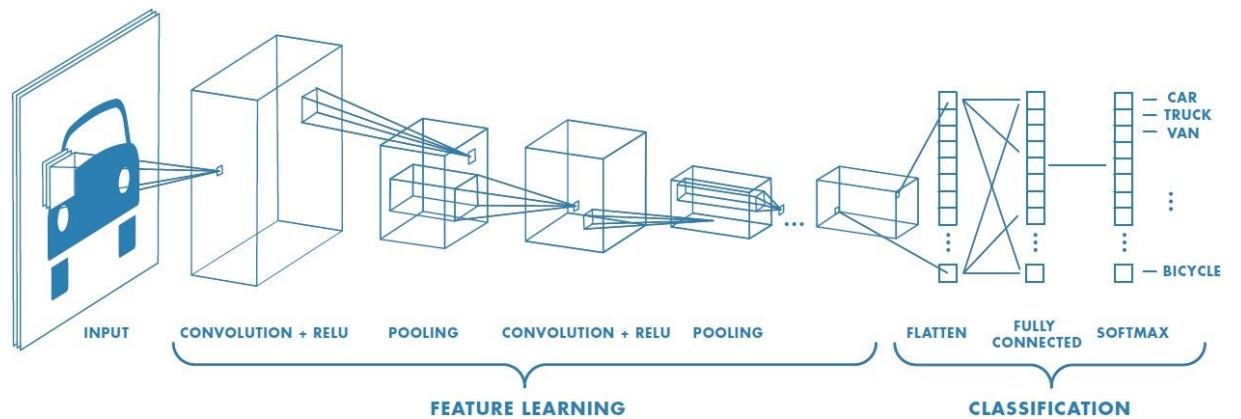 CAR
TRUCK
VAN
BICYCLE
INPUT
CONVOLUTION + RELU
POOLING
CONVOLUTION + RELU
POOLING
FLATTEN
FULLY
CONNECTED
SOFTMAX
FEATURE LEARNING
CLASSIFICATION